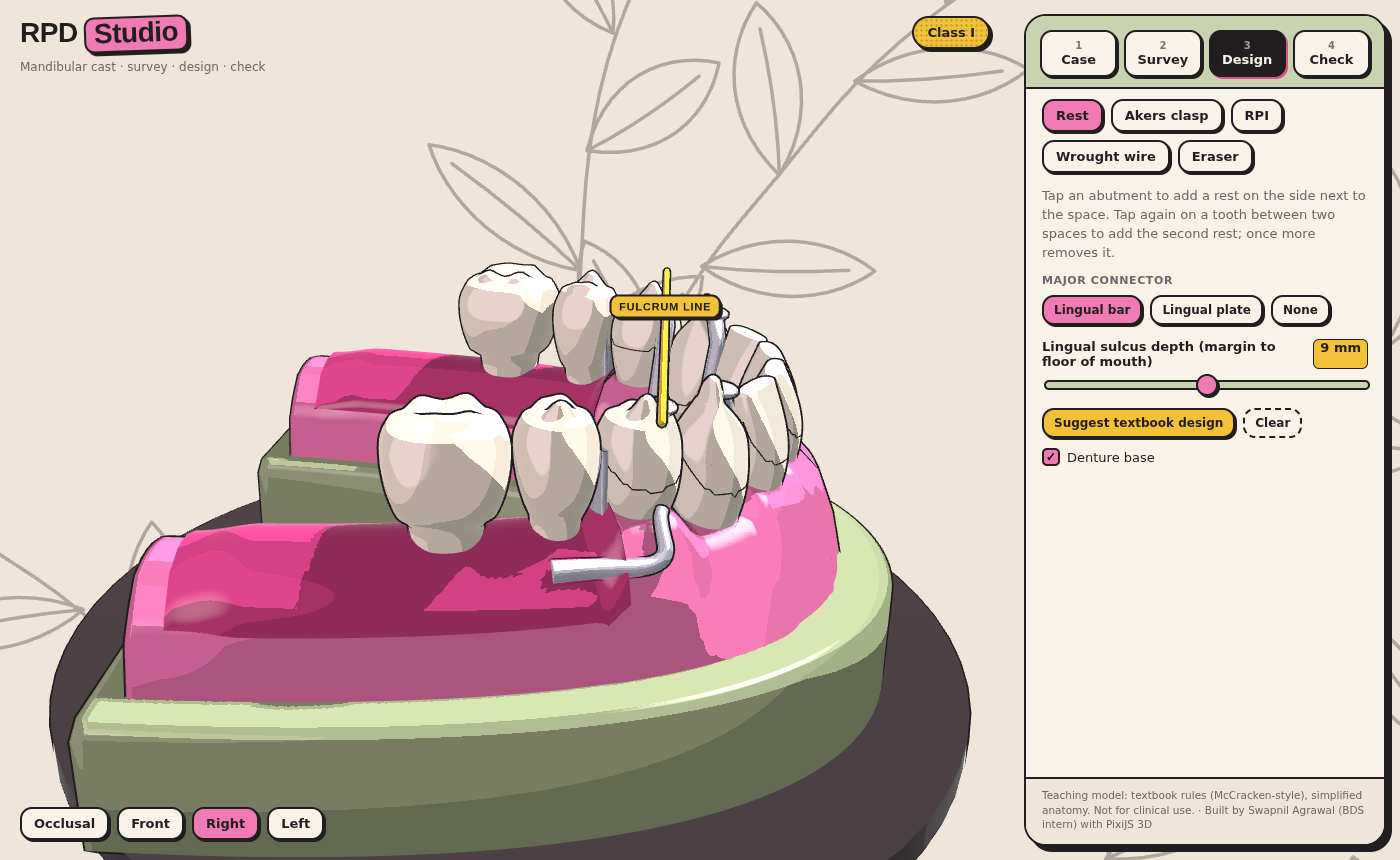 RPD Studio
Mandibular cast · survey · design · check
Class I
1 Case
2 Survey
3 Design
4 Check
Rest
Akers clasp
RPI
Wrought wire
Eraser
Tap an abutment to add a rest on the side next to
the space. Tap again on a tooth between two
spaces to add the second rest; once more
removes it.
MAJOR CONNECTOR
Lingual bar
Lingual plate
None
Lingual sulcus depth (margin to
floor of mouth)
9 mm
Suggest textbook design
Clear
Denture base
FULCRUM LINE
Occlusal
Front
Right
Left
Teaching model: textbook rules (McCracken-style), simplified
anatomy. Not for clinical use. · Built by Swapnil Agrawal (BDS
intern) with PixiJS 3D